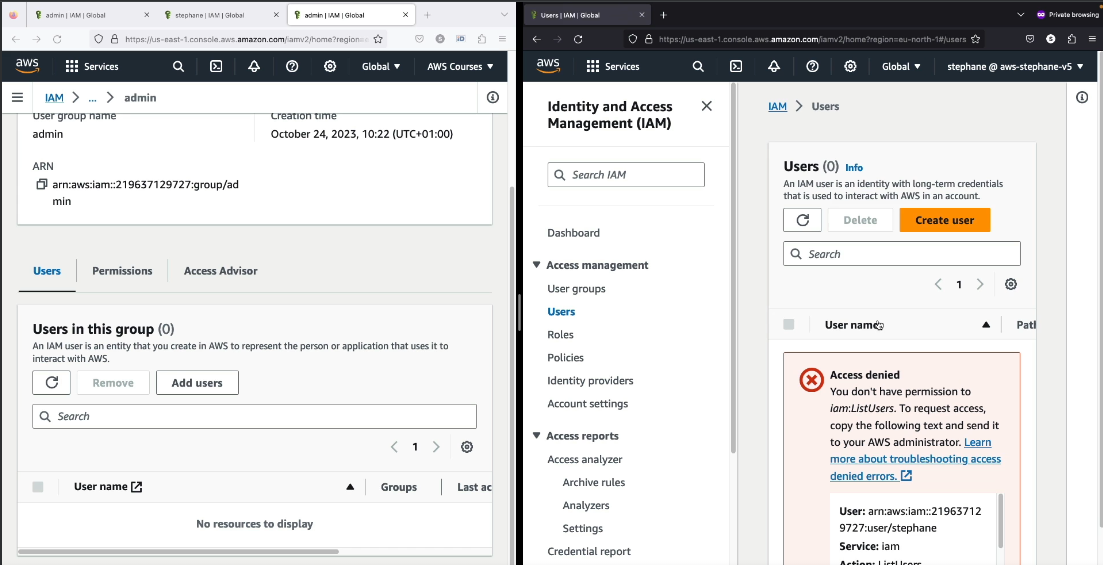 admin | IAM | Global
stephane | IAM | Global
admin | IAM | Global
https://us-east-1.console.aws.amazon.com/iamv2/home?region=
aws
Services
Global
AWS Courses
IAM
...
admin
User group name
admin
Creation time
October 24, 2023, 10:22 (UTC+01:00)
ARN
arn:aws:iam::219637129727:group/ad
min
Users
Permissions
Access Advisor
Users in this group (0)
An IAM user is an entity that you create in AWS to represent the person or application that uses it to
interact with AWS.
Remove
Add users
Search
1
User name
Groups
Last ac
No resources to display
Users | IAM | Global
Private browsing
https://us-east-1.console.aws.amazon.com/iamv2/home?region=eu-north-1#/users
aws
Services
Global
stephane @ aws-stephane-v5
Identity and Access
Management (IAM)
Search IAM
Dashboard
Access management
User groups
Users
Roles
Policies
Identity providers
Account settings
Access reports
Access analyzer
Archive rules
Analyzers
Settings
Credential report
IAM
Users
Users (0) Info
An IAM user is an identity with long-term credentials
that is used to interact with AWS in an account.
Delete
Create user
Search
1
User name
Path
Access denied
You don't have permission to
iam:ListUsers. To request access,
copy the following text and send it
to your AWS administrator. Learn
more about troubleshooting access
denied errors.
User: arn:aws:iam::21963712
9727:user/stephane
Service: iam
Action: ListUsers